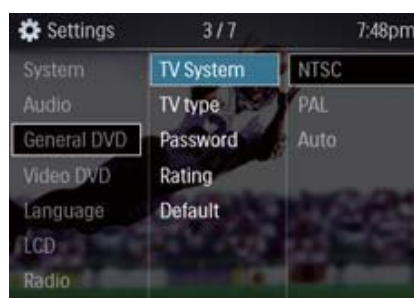 Settings 3 / 7 7:48pm
System TV System NTSC
Audio TV type PAL
General DVD Password Auto
Video DVD Rating
Language Default
LCD
Radio